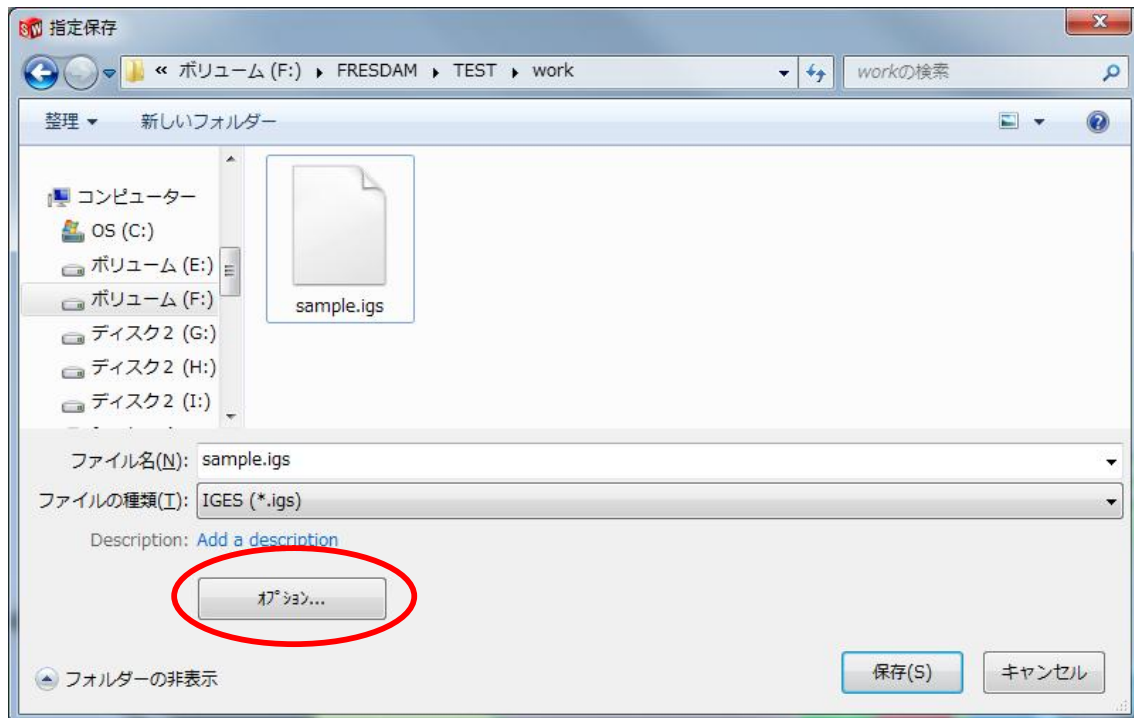 指定保存
« ボリューム (F:) ▸ FRESDAM ▸ TEST ▸ work
workの検索
整理 ▼ 新しいフォルダー
コンピューター
OS (C:)
ボリューム (E:)
ボリューム (F:)
ディスク2 (G:)
ディスク2 (H:)
ディスク2 (I:)
sample.igs
ファイル名(N): sample.igs
ファイルの種類(T): IGES (*.igs)
Description: Add a description
ｵﾌﾟｼｮﾝ...
フォルダーの非表示
保存(S)
キャンセル